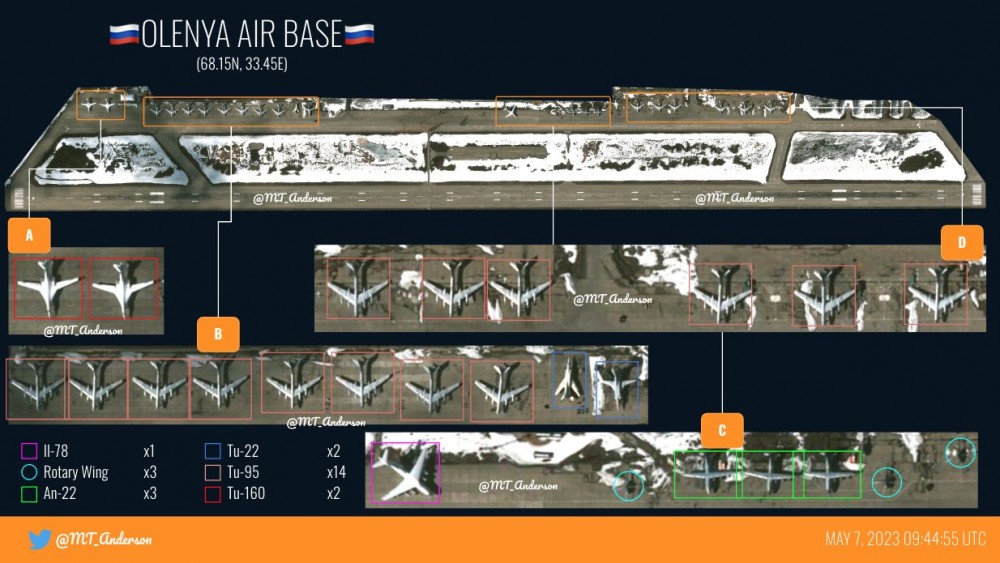 OLENYA AIR BASE
(68.15N, 33.45E)
@MT_Anderson
@MT_Anderson
A
D
@MT_Anderson
@MT_Anderson
B
@MT_Anderson
C
Il-78 x1
Rotary Wing x3
An-22 x3
Tu-22 x2
Tu-95 x14
Tu-160 x2
@MT_Anderson
@MT_Anderson
MAY 7, 2023 09:44:55 UTC